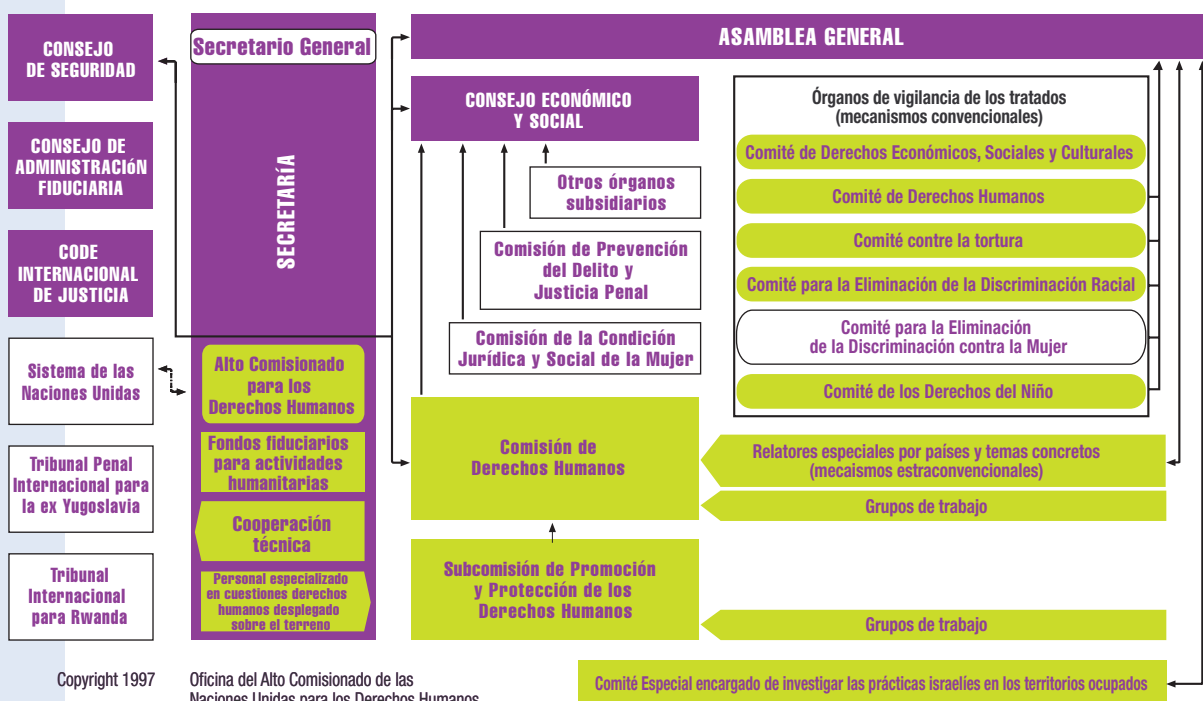 CONSEJO
DE SEGURIDAD
CONSEJO DE
ADMINISTRACIóN
FIDUCIARIA
CODE
INTERNACIONAL
DE JUSTICIA
Sistema de las
Naciones Unidas
Tribunal Penal
Internacional para
la ex Yugoslavia
Tribunal
Internacional
para Rwanda
Secretario General
SECRETARíA
Alto Comisionado
para los
Derechos Humanos
Fondos fiduciarios
para actividades
humanitarias
Cooperación
técnica
Personal especializado
en cuestiones derechos
humanos desplegado
sobre el terreno
ASAMBLEA GENERAL
CONSEJO ECONÓMICO
Y SOCIAL
Otros órganos
subsidiarios
Comisión de Prevención
del Delito y
Justicia Penal
Comisión de la Condición
Jurídica y Social de la Mujer
Comisión de
Derechos Humanos
Subcomisión de Promoción
y Protección de los
Derechos Humanos
Órganos de vigilancia de los tratados
(mecanismos convencionales)
Comité de Derechos Económicos, Sociales y Culturales
Comité de Derechos Humanos
Comité contra la tortura
Comité para la Eliminación de la Discriminación Racial
Comité para la Eliminación
de la Discriminación contra la Mujer
Comité de los Derechos del Niño
Relatores especiales por países y temas concretos
(mecaismos estraconvencionales)
Grupos de trabajo
Grupos de trabajo
Comité Especial encargado de investigar las prácticas israelíes en los territorios ocupados
Copyright 1997
Oficina del Alto Comisionado de las
Naciones Unidas para los Derechos Humanos